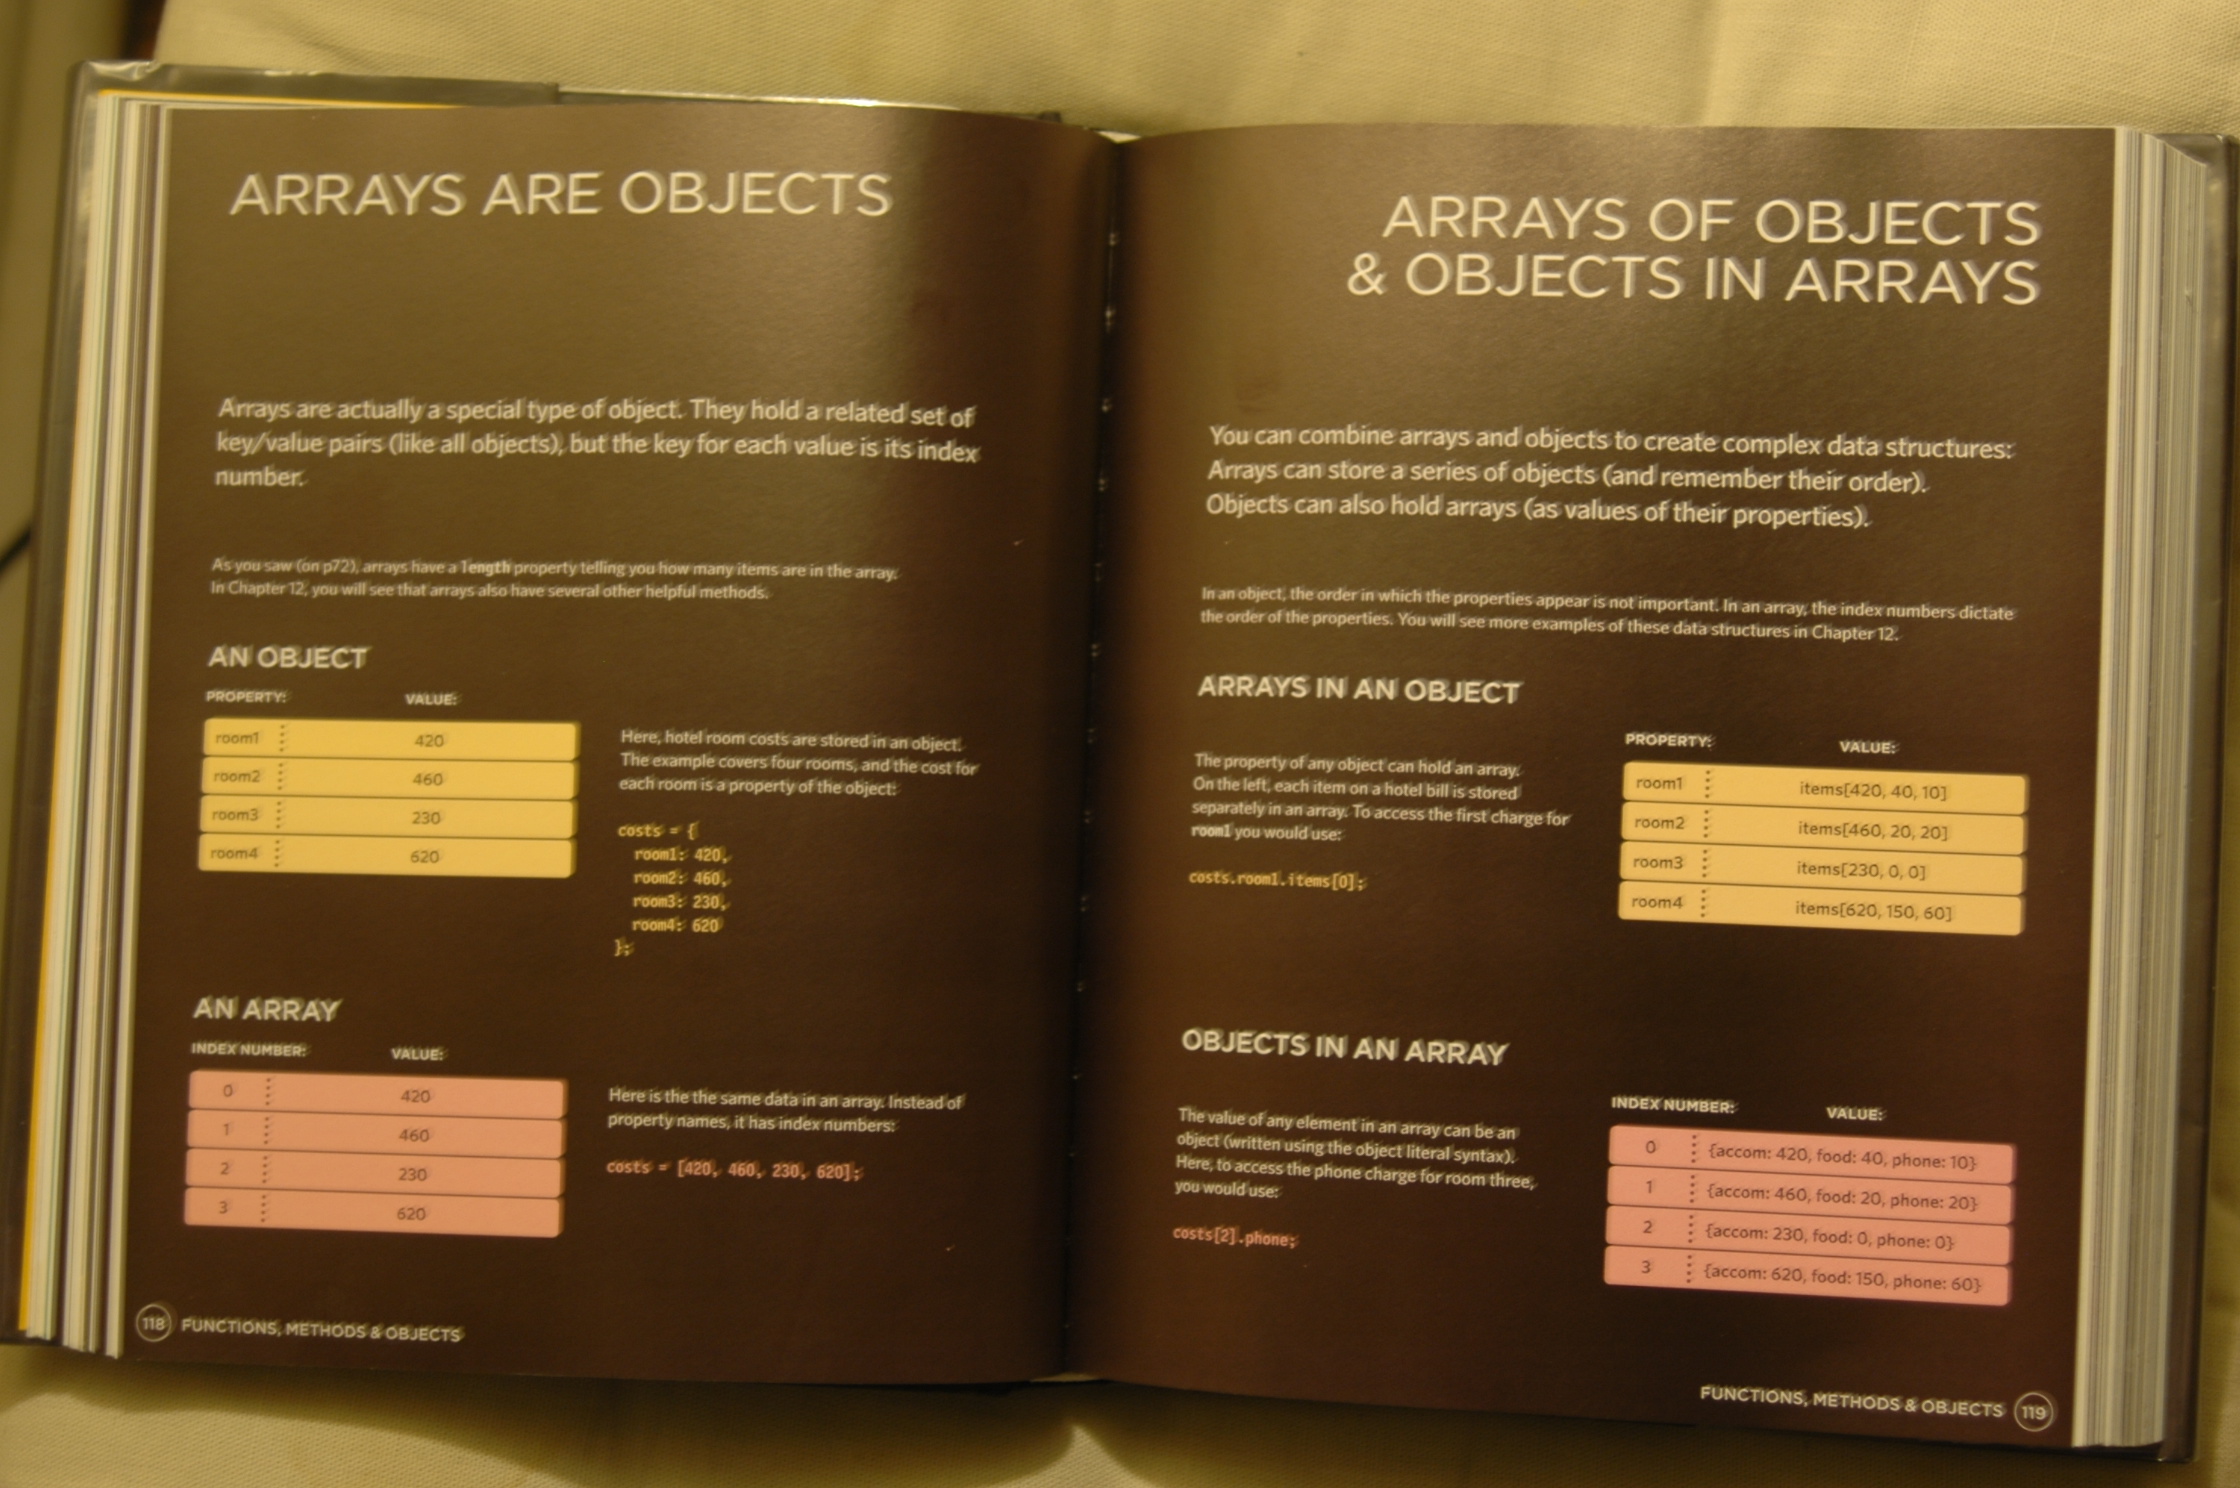 ARRAYS ARE OBJECTS
Arrays are actually a special type of object. They hold a related set of
key/value pairs (like all objects), but the key for each value is its index
number.
As you saw (on p72), arrays have a length property telling you how many items are in the array.
In Chapter 12, you will see that arrays also have several other helpful methods.
AN OBJECT
PROPERTY: VALUE:
room1 420
room2 460
room3 230
room4 620
Here, hotel room costs are stored in an object.
The example covers four rooms, and the cost for
each room is a property of the object:
costs = {
room1: 420,
room2: 460,
room3: 230,
room4: 620
};
AN ARRAY
INDEX NUMBER: VALUE:
0 420
1 460
2 230
3 620
Here is the the same data in an array. Instead of
property names, it has index numbers:
costs = [420, 460, 230, 620];
118 FUNCTIONS, METHODS & OBJECTS
ARRAYS OF OBJECTS
& OBJECTS IN ARRAYS
You can combine arrays and objects to create complex data structures:
Arrays can store a series of objects (and remember their order).
Objects can also hold arrays (as values of their properties).
In an object, the order in which the properties appear is not important. In an array, the index numbers dictate
the order of the properties. You will see more examples of these data structures in Chapter 12.
ARRAYS IN AN OBJECT
The property of any object can hold an array.
On the left, each item on a hotel bill is stored
separately in an array. To access the first charge for
room1 you would use:
costs.room1.items[0];
PROPERTY: VALUE:
room1 items[420, 40, 10]
room2 items[460, 20, 20]
room3 items[230, 0, 0]
room4 items[620, 150, 60]
OBJECTS IN AN ARRAY
The value of any element in an array can be an
object (written using the object literal syntax).
Here, to access the phone charge for room three,
you would use:
costs[2].phone;
INDEX NUMBER: VALUE:
0 {accom: 420, food: 40, phone: 10}
1 {accom: 460, food: 20, phone: 20}
2 {accom: 230, food: 0, phone: 0}
3 {accom: 620, food: 150, phone: 60}
FUNCTIONS, METHODS & OBJECTS 119